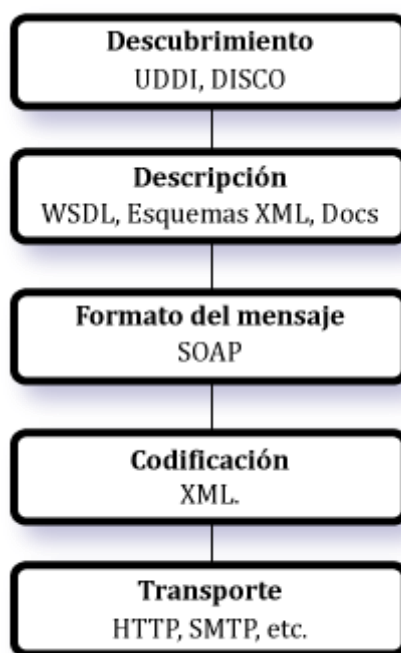 Descubrimiento
UDDI, DISCO
Descripción
WSDL, Esquemas XML, Docs
Formato del mensaje
SOAP
Codificación
XML.
Transporte
HTTP, SMTP, etc.